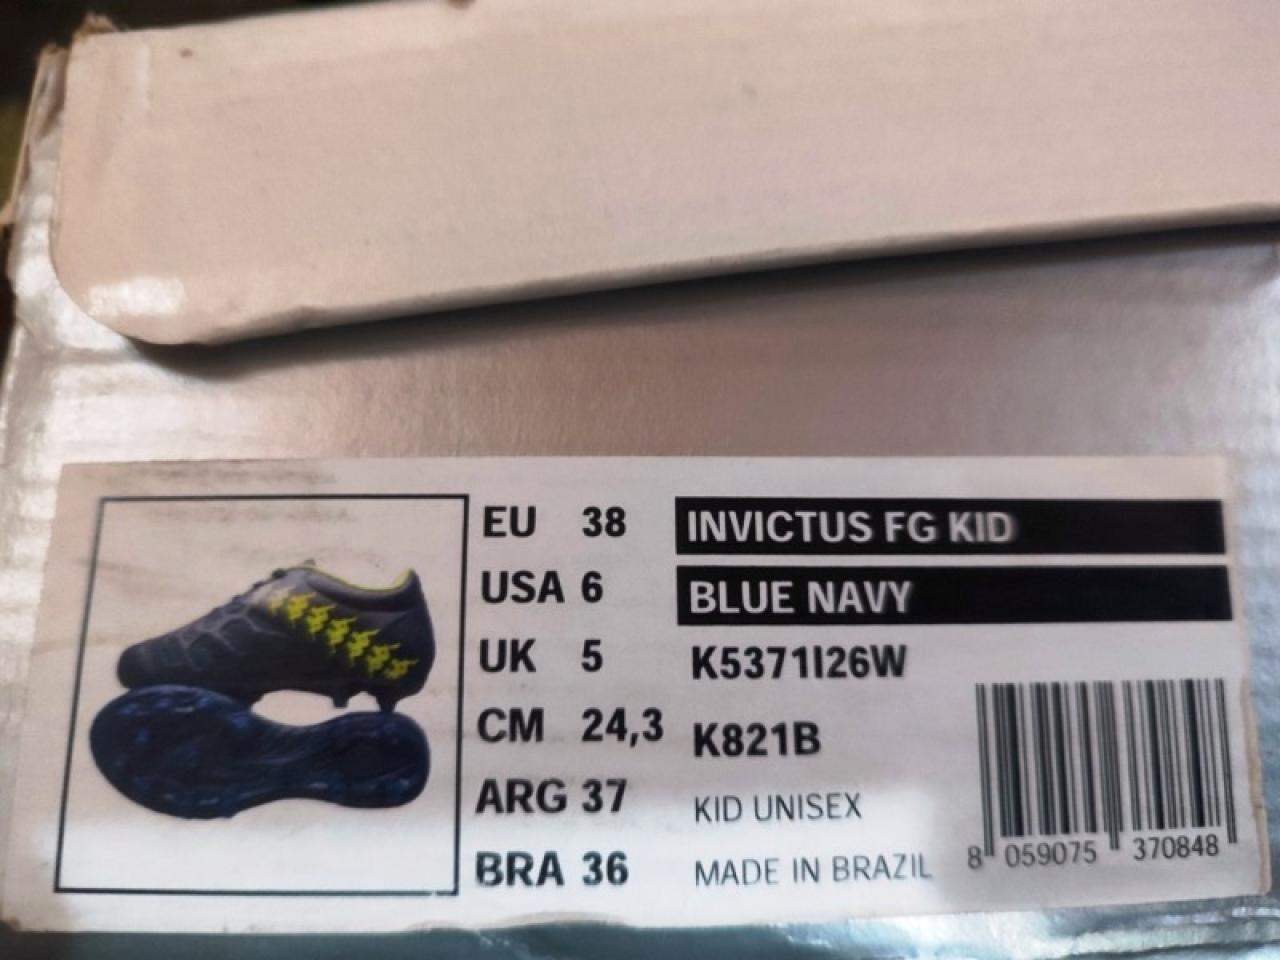 EU 38
USA 6
UK 5
CM 24,3
ARG 37
BRA 36
INVICTUS FG KID
BLUE NAVY
K5371I26W
K821B
KID UNISEX
MADE IN BRAZIL
8 059075 370848